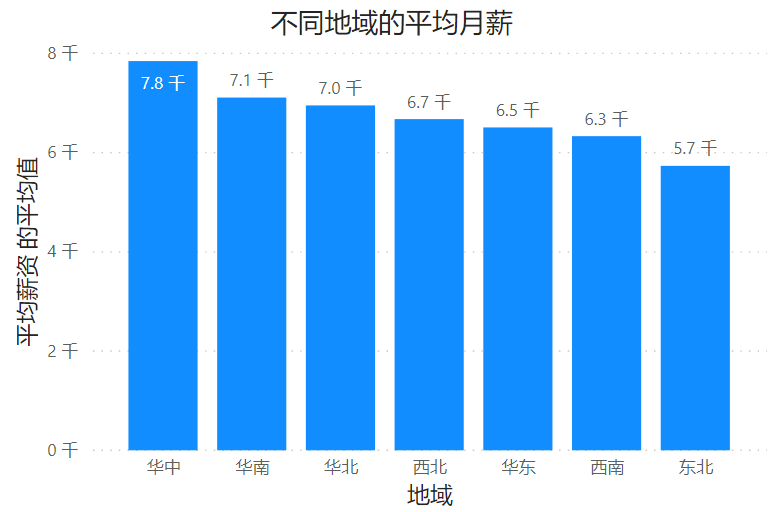 不同地域的平均月薪
平均薪资 的平均值
8 千
6 千
4 千
2 千
0 千
7.8 千
7.1 千
7.0 千
6.7 千
6.5 千
6.3 千
5.7 千
华中
华南
华北
西北
华东
西南
东北
地域